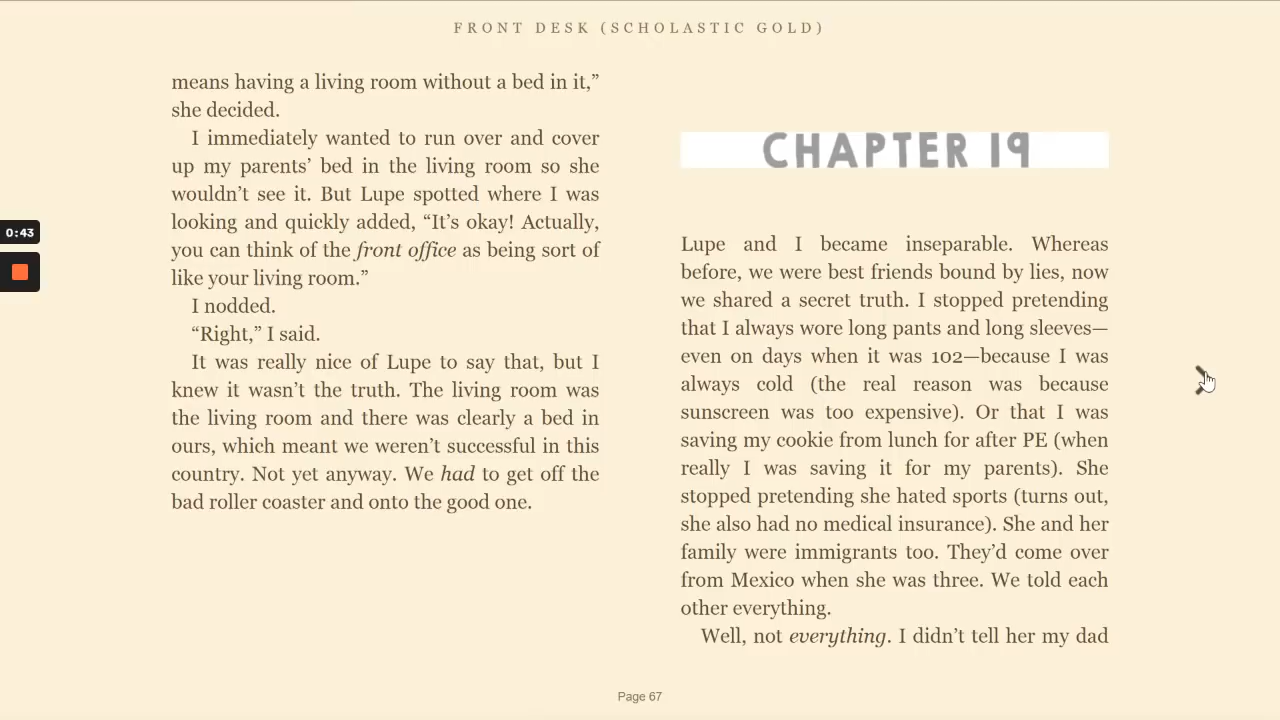 FRONT DESK (SCHOLASTIC GOLD)
means having a living room without a bed in it,”
she decided.
I immediately wanted to run over and cover
up my parents’ bed in the living room so she
wouldn’t see it. But Lupe spotted where I was
looking and quickly added, “It’s okay! Actually,
you can think of the front office as being sort of
like your living room.”
I nodded.
“Right,” I said.
It was really nice of Lupe to say that, but I
knew it wasn’t the truth. The living room was
the living room and there was clearly a bed in
ours, which meant we weren’t successful in this
country. Not yet anyway. We had to get off the
bad roller coaster and onto the good one.
CHAPTER 19
Lupe and I became inseparable. Whereas
before, we were best friends bound by lies, now
we shared a secret truth. I stopped pretending
that I always wore long pants and long sleeves—
even on days when it was 102—because I was
always cold (the real reason was because
sunscreen was too expensive). Or that I was
saving my cookie from lunch for after PE (when
really I was saving it for my parents). She
stopped pretending she hated sports (turns out,
she also had no medical insurance). She and her
family were immigrants too. They’d come over
from Mexico when she was three. We told each
other everything.
Well, not everything. I didn’t tell her my dad
0:43
Page 67